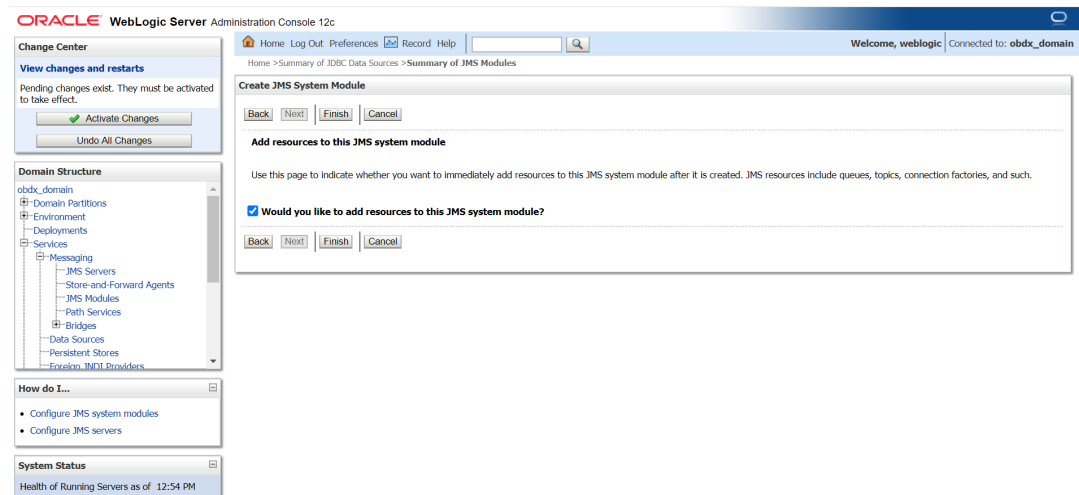 ORACLE WebLogic Server Administration Console 12c
Change Center
View changes and restarts
Pending changes exist. They must be activated
to take effect.
Activate Changes
Undo All Changes
Domain Structure
obdx_domain
Domain Partitions
Environment
Deployments
Services
Messaging
JMS Servers
Store-and-Forward Agents
JMS Modules
Path Services
Bridges
Data Sources
Persistent Stores
Foreign JNDI Providers
How do I...
Configure JMS system modules
Configure JMS servers
System Status
Health of Running Servers as of 12:54 PM
Home Log Out Preferences Record Help
Welcome, weblogic Connected to: obdx_domain
Home >Summary of JDBC Data Sources >Summary of JMS Modules
Create JMS System Module
Back Next Finish Cancel
Add resources to this JMS system module
Use this page to indicate whether you want to immediately add resources to this JMS system module after it is created. JMS resources include queues, topics, connection factories, and such.
Would you like to add resources to this JMS system module?
Back Next Finish Cancel